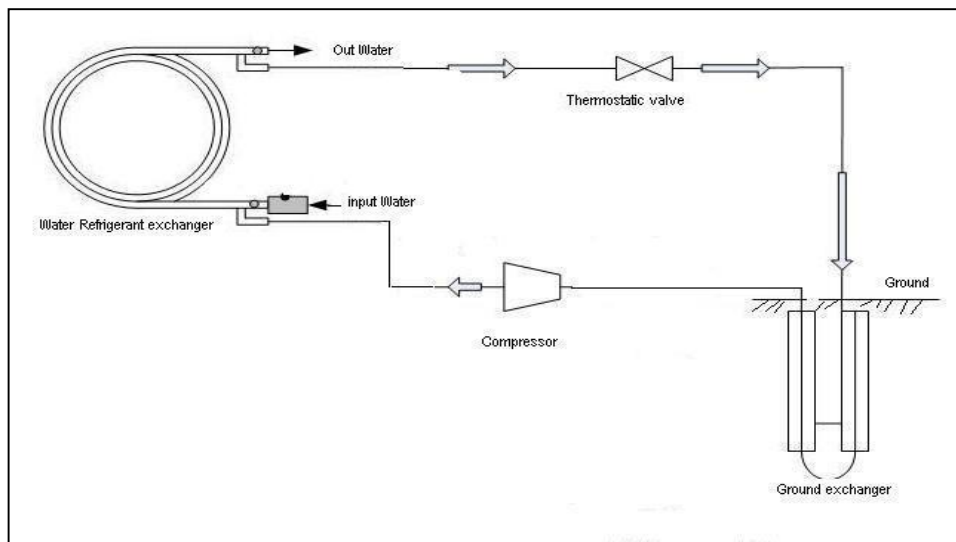 Out Water
Thermostatic valve
input Water
Water Refrigerant exchanger
Ground
Compressor
Ground exchanger